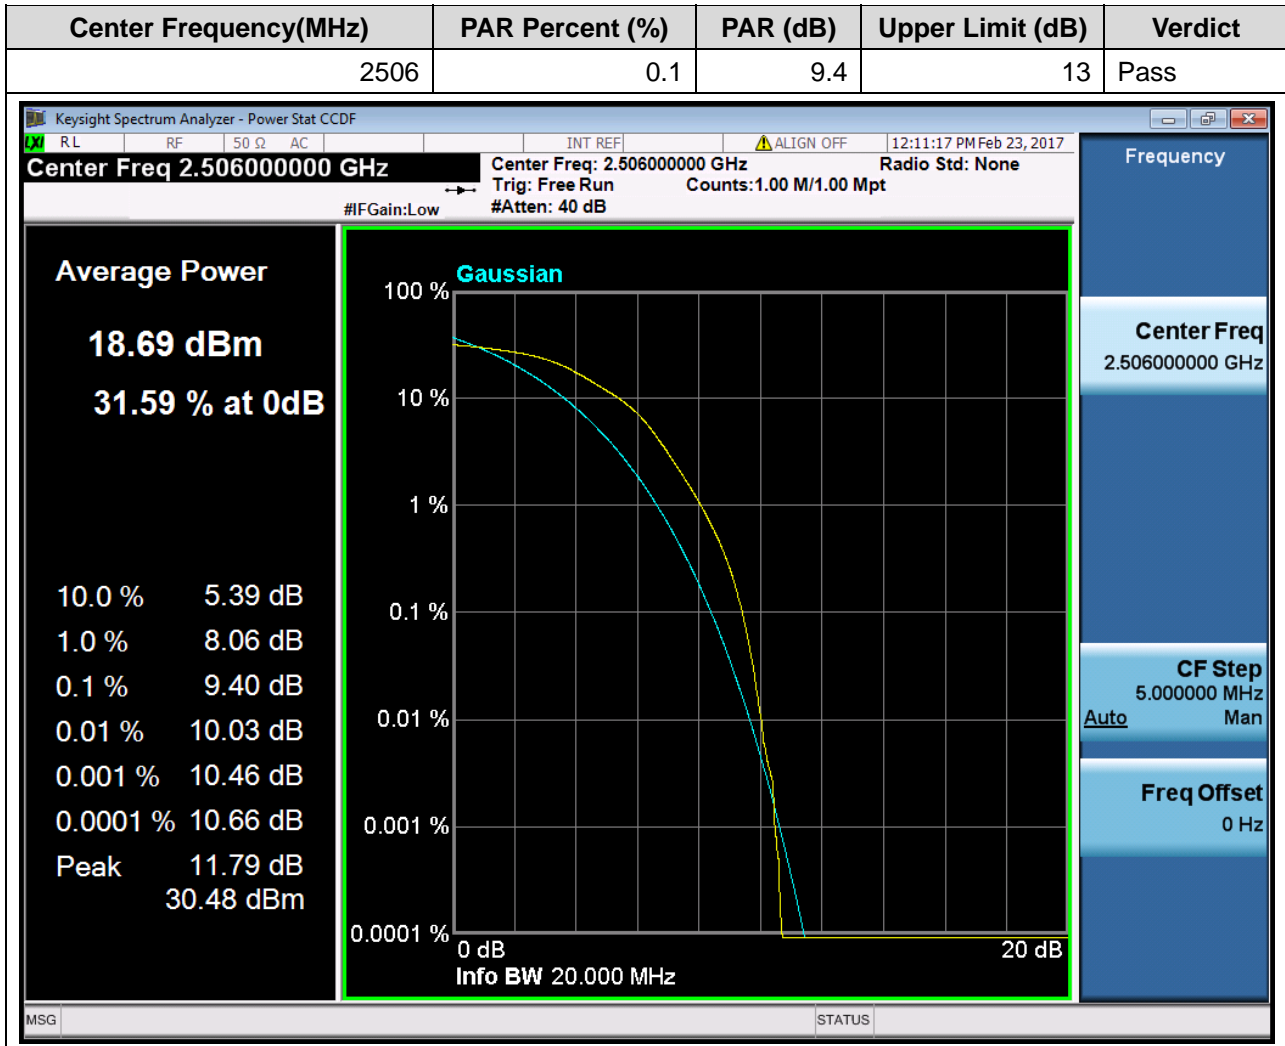 Center Frequency(MHz) PAR Percent (%) PAR (dB) Upper Limit (dB) Verdict
2506 0.1 9.4 13 Pass
Keysight Spectrum Analyzer - Power Stat CCDF
LXI RL RF 50 Ω AC INT REF ALIGN OFF 12:11:17 PM Feb 23, 2017
Center Freq 2.506000000 GHz
Center Freq: 2.506000000 GHz Radio Std: None
Trig: Free Run Counts:1.00 M/1.00 Mpt
#IFGain:Low #Atten: 40 dB
Frequency
Average Power
18.69 dBm
31.59 % at 0dB
10.0 % 5.39 dB
1.0 % 8.06 dB
0.1 % 9.40 dB
0.01 % 10.03 dB
0.001 % 10.46 dB
0.0001 % 10.66 dB
Peak 11.79 dB
30.48 dBm
Gaussian
100 %
10 %
1 %
0.1 %
0.01 %
0.001 %
0.0001 %
0 dB 20 dB
Info BW 20.000 MHz
Center Freq
2.506000000 GHz
CF Step
5.000000 MHz
Auto Man
Freq Offset
0 Hz
MSG STATUS